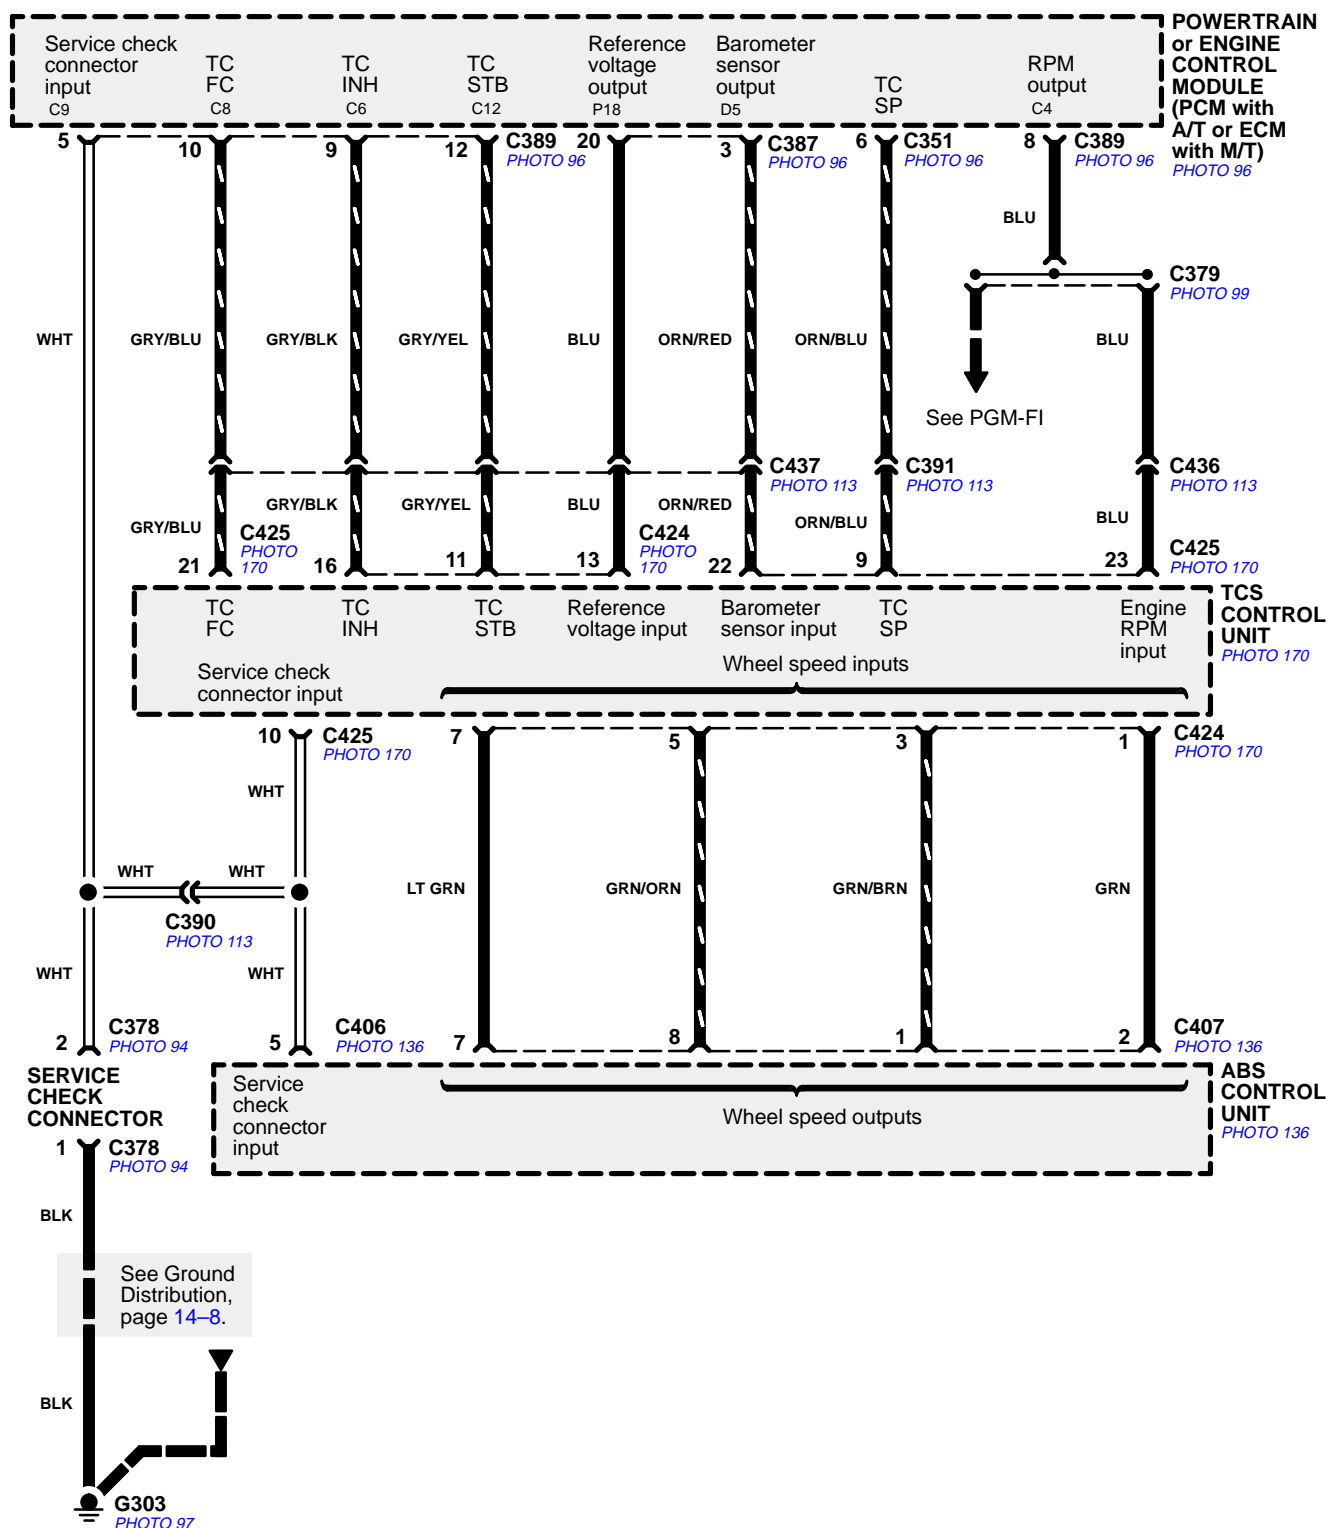 POWERTRAIN
or ENGINE
CONTROL
MODULE
(PCM with
A/T or ECM
with M/T)
PHOTO 96
Service check
connector
input
C9
TC
FC
C8
TC
INH
C6
TC
STB
C12
Reference
voltage
output
P18
Barometer
sensor
output
D5
TC
SP
RPM
output
C4
5
10
9
12
C389
PHOTO 96
20
3
C387
PHOTO 96
6
C351
PHOTO 96
8
C389
PHOTO 96
BLU
C379
PHOTO 99
WHT
GRY/BLU
GRY/BLK
GRY/YEL
BLU
ORN/RED
ORN/BLU
BLU
See PGM-FI
C437
PHOTO 113
C391
PHOTO 113
C436
PHOTO 113
GRY/BLU
GRY/BLK
GRY/YEL
BLU
ORN/RED
ORN/BLU
BLU
21
C425
PHOTO
170
16
11
13
C424
PHOTO
170
22
9
23
C425
PHOTO 170
TCS
CONTROL
UNIT
PHOTO 170
TC
FC
TC
INH
TC
STB
Reference
voltage input
Barometer
sensor input
TC
SP
Engine
RPM
input
Service check
connector input
Wheel speed inputs
10
C425
PHOTO 170
7
5
3
1
C424
PHOTO 170
WHT
WHT
WHT
C390
PHOTO 113
LT GRN
GRN/ORN
GRN/BRN
GRN
WHT
WHT
2
C378
PHOTO 94
5
C406
PHOTO 136
7
8
1
2
C407
PHOTO 136
SERVICE
CHECK
CONNECTOR
Service
check
connector
input
Wheel speed outputs
ABS
CONTROL
UNIT
PHOTO 136
1
C378
PHOTO 94
BLK
See Ground
Distribution,
page 14–8.
BLK
G303
PHOTO 97